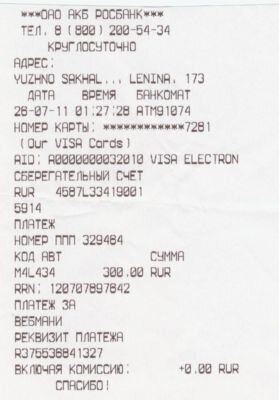 ***ОАО АКБ РОСБАНК***
ТЕЛ. 8 (800) 200-54-34
КРУГЛОСУТОЧНО
АДРЕС:
YUZHNO SAKHAL... LENINA, 173
ДАТА ВРЕМЯ БАНКОМАТ
28-07-11 01:27:28 ATM91074
НОМЕР КАРТЫ: ************7281
(Our VISA Cards)
AID: A0000000032010 VISA ELECTRON
СБЕРЕГАТЕЛЬНЫЙ СЧЕТ
RUR 4587L33419001
5914
ПЛАТЕЖ
НОМЕР ППП 329484
КОД АВТ СУММА
M4L434 300.00 RUR
RRN: 120707897842
ПЛАТЕЖ ЗА
ВЕБМАНИ
РЕКВИЗИТ ПЛАТЕЖА
R375538841327
ВКЛЮЧАЯ КОМИССИЮ: +0.00 RUR
СПАСИБО!